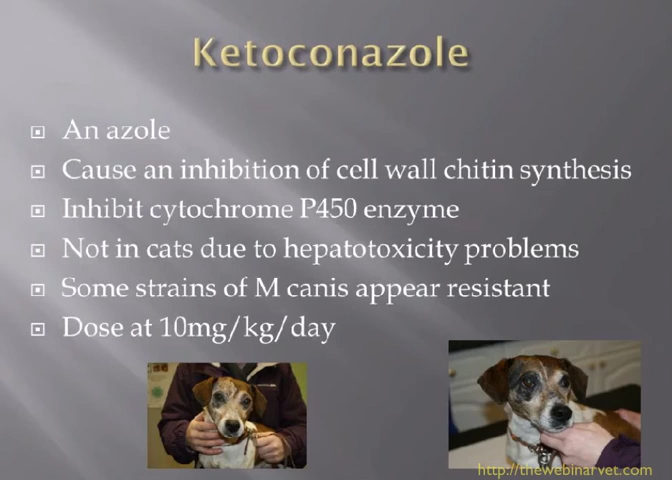 Ketoconazole
An azole
Cause an inhibition of cell wall chitin synthesis
Inhibit cytochrome P450 enzyme
Not in cats due to hepatotoxicity problems
Some strains of M canis appear resistant
Dose at 10mg/kg/day
http://thewebinarvet.com